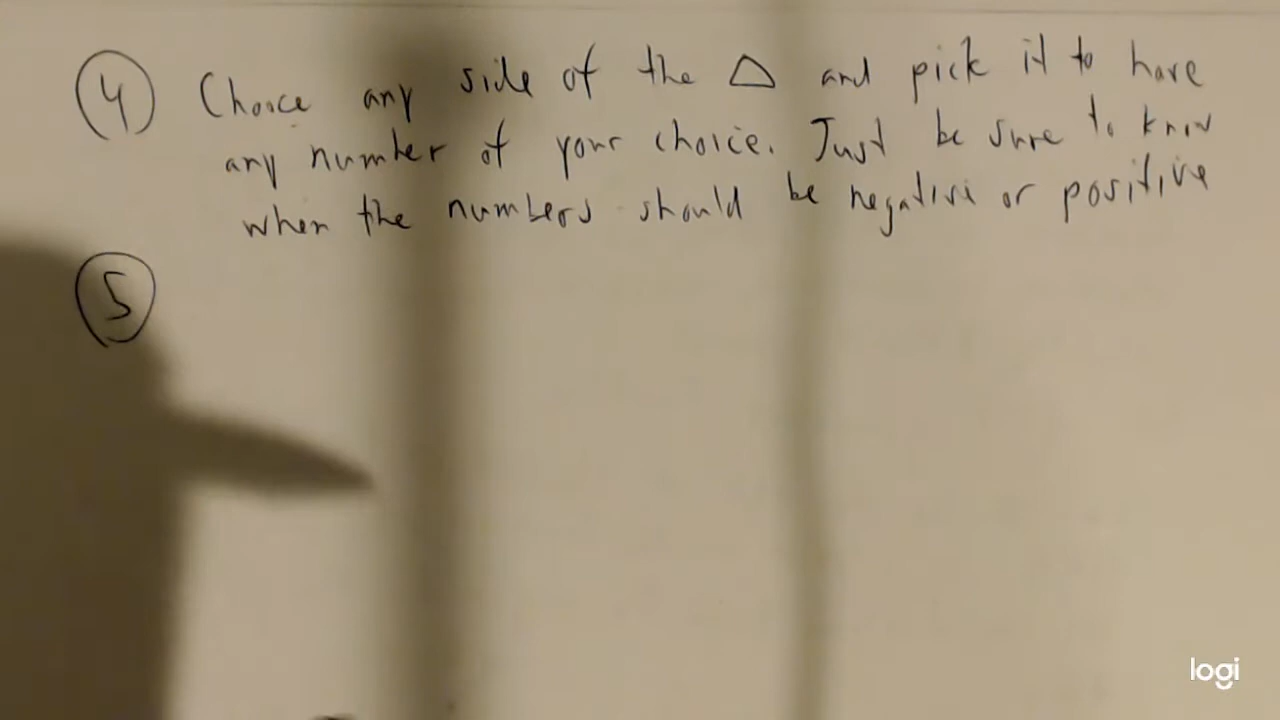 ④ Choose any side of the △ and pick it to have
any number of your choice. Just be sure to know
when the numbers should be negative or positive
⑤
logi